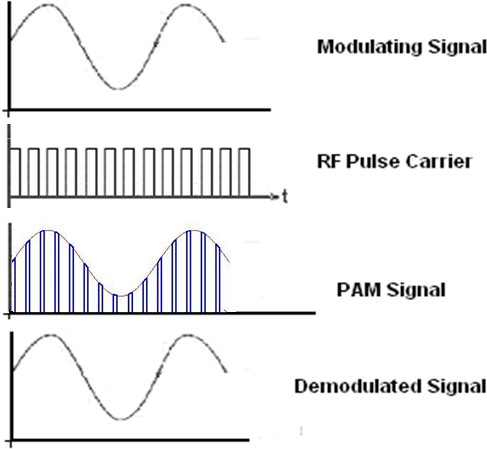 Modulating Signal
RF Pulse Carrier
t
PAM Signal
Demodulated Signal